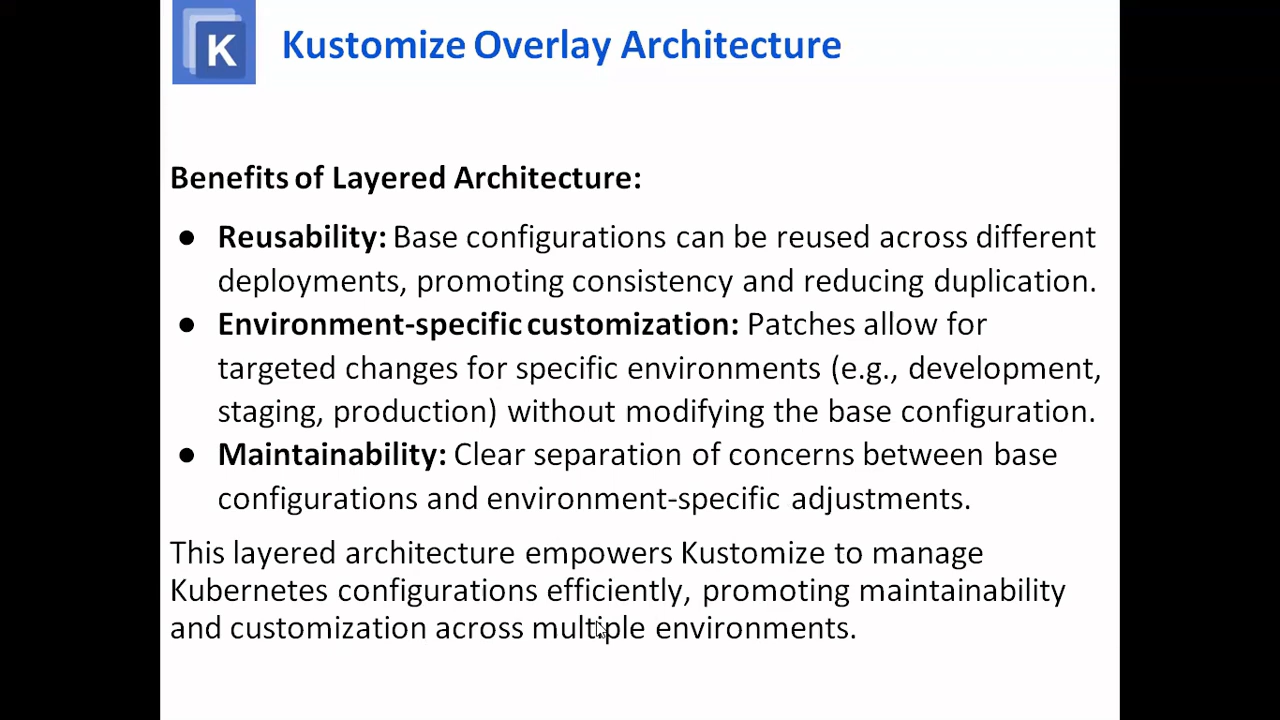 K
Kustomize Overlay Architecture
Benefits of Layered Architecture:
● Reusability: Base configurations can be reused across different
deployments, promoting consistency and reducing duplication.
● Environment-specific customization: Patches allow for
targeted changes for specific environments (e.g., development,
staging, production) without modifying the base configuration.
● Maintainability: Clear separation of concerns between base
configurations and environment-specific adjustments.
This layered architecture empowers Kustomize to manage
Kubernetes configurations efficiently, promoting maintainability
and customization across multiple environments.